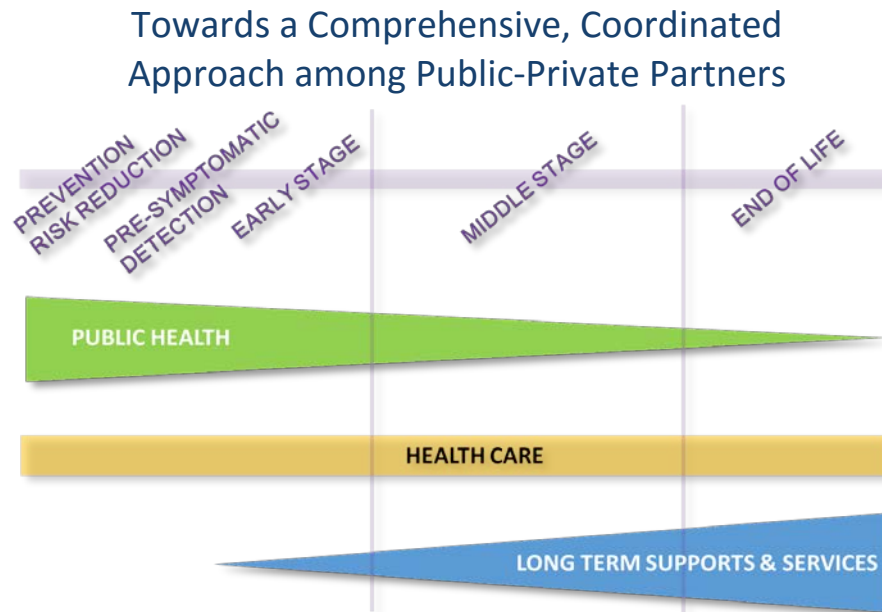 Towards a Comprehensive, Coordinated
Approach among Public-Private Partners
PREVENTION
RISK REDUCTION
PRE-SYMPTOMATIC
DETECTION
EARLY STAGE
MIDDLE STAGE
END OF LIFE
PUBLIC HEALTH
HEALTH CARE
LONG TERM SUPPORTS & SERVICES